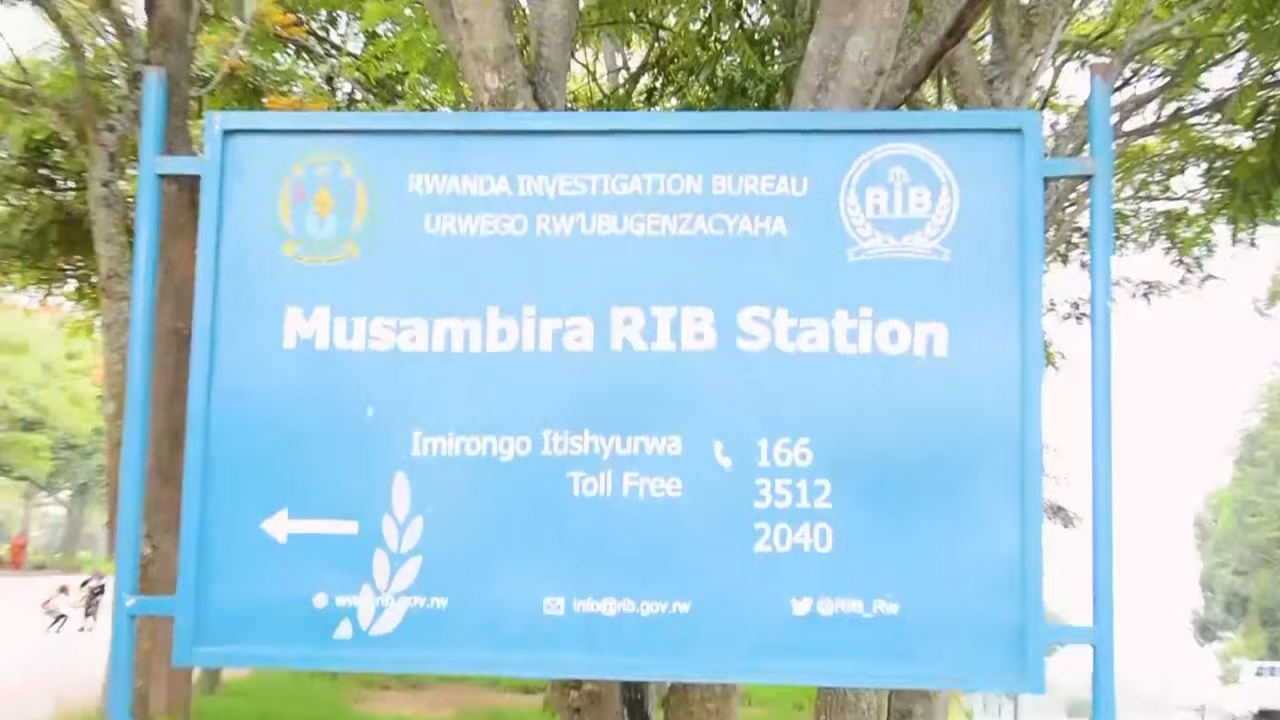 RWANDA INVESTIGATION BUREAU
URWEGO RW'UBUGENZACYAHA
RIB
Musambira RIB Station
Imirongo Itishyurwa 166
Toll Free 3512
2040
www.rib.gov.rw info@rib.gov.rw @RIB_Rw